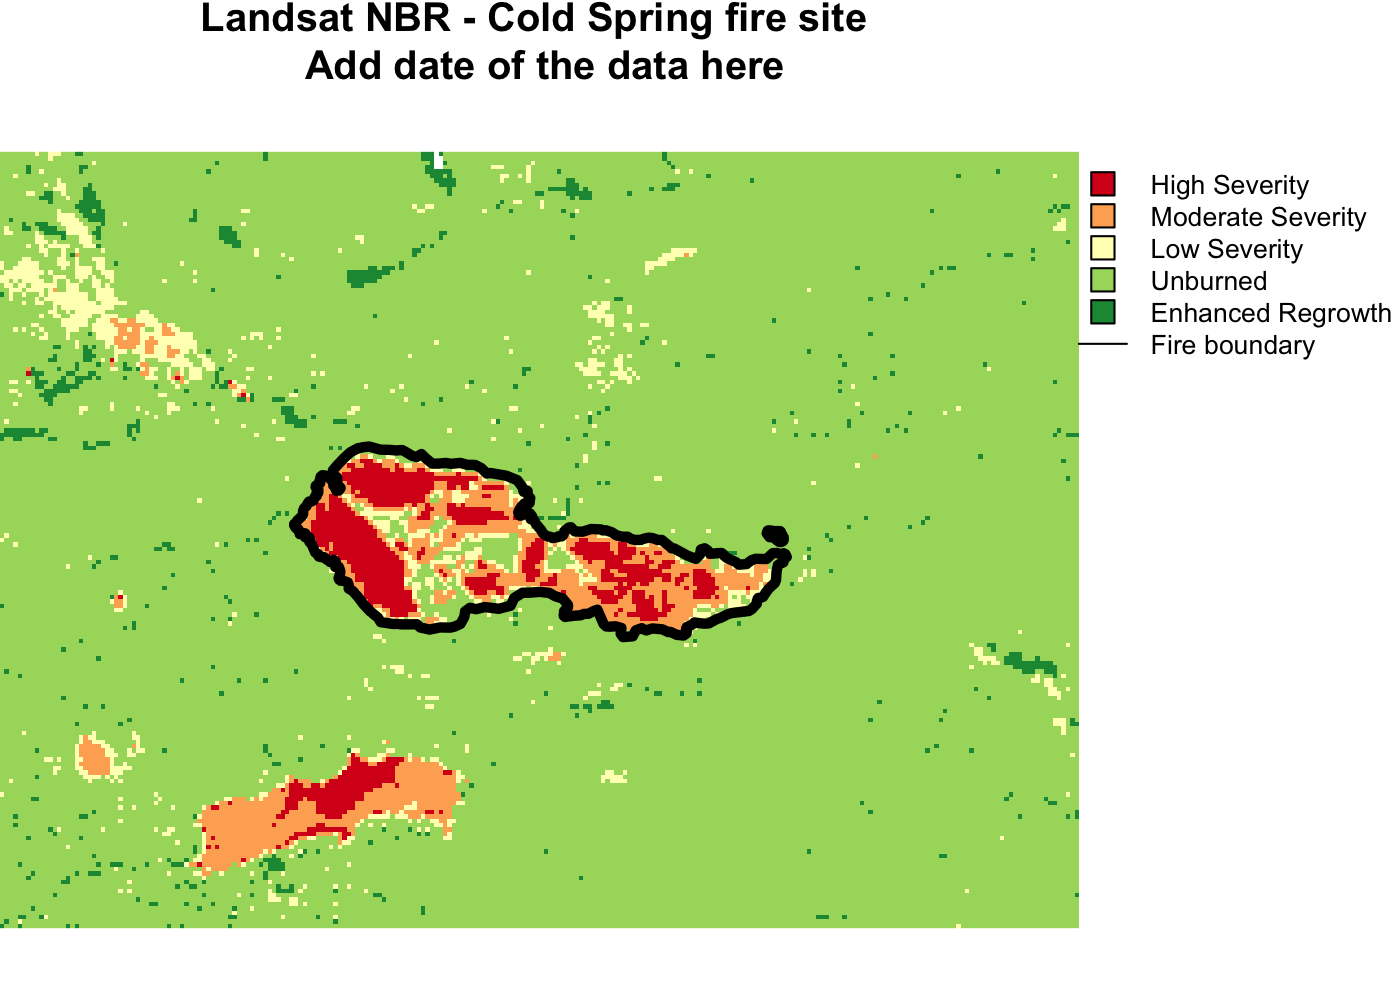 Landsat NBR - Cold Spring fire site
Add date of the data here
High Severity
Moderate Severity
Low Severity
Unburned
Enhanced Regrowth
Fire boundary